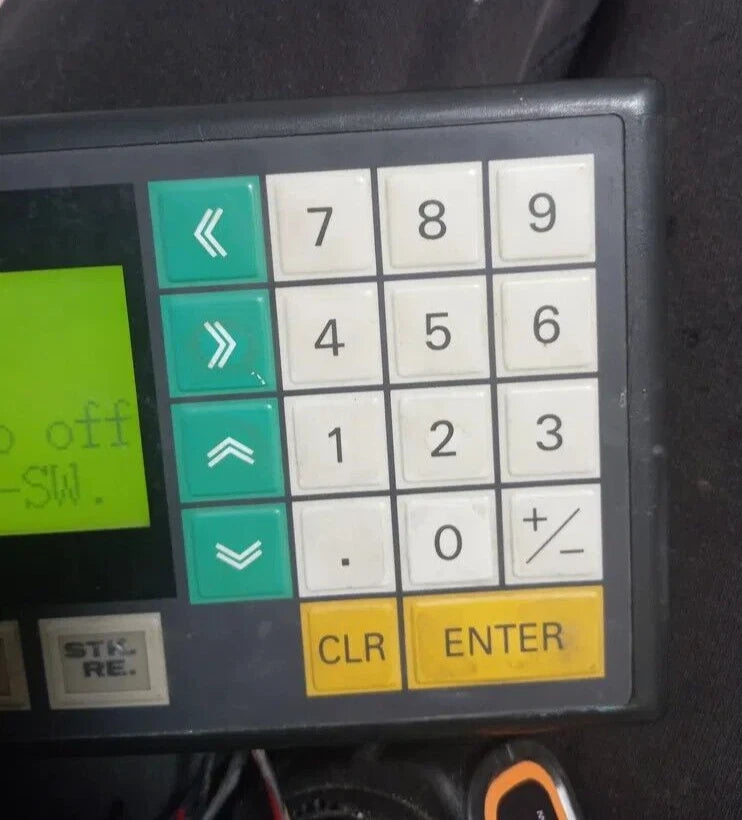 7 8 9
4 5 6
off
1 2 3
-SW.
. 0 +/-
STK.
RE.
CLR ENTER